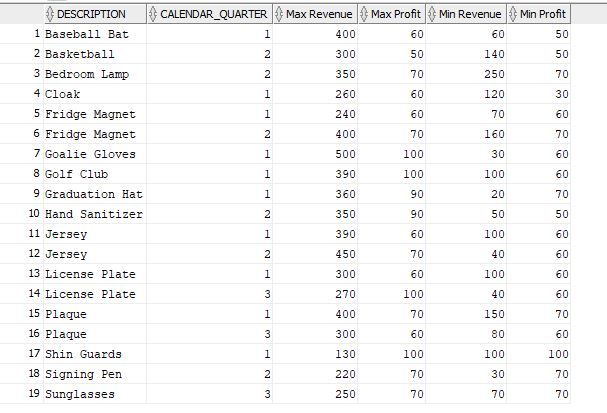 DESCRIPTION CALENDAR_QUARTER Max Revenue Max Profit Min Revenue Min Profit
1 Baseball Bat 1 400 60 60 50
2 Basketball 2 300 50 140 50
3 Bedroom Lamp 2 350 70 250 70
4 Cloak 1 260 60 120 30
5 Fridge Magnet 1 240 60 70 60
6 Fridge Magnet 2 400 70 160 70
7 Goalie Gloves 1 500 100 30 60
8 Golf Club 1 390 100 100 60
9 Graduation Hat 1 360 90 20 70
10 Hand Sanitizer 2 350 90 50 50
11 Jersey 1 390 60 100 60
12 Jersey 2 450 70 40 60
13 License Plate 1 300 60 100 60
14 License Plate 3 270 100 40 60
15 Plaque 1 400 70 150 70
16 Plaque 3 300 60 80 60
17 Shin Guards 1 130 100 100 100
18 Signing Pen 2 220 70 30 70
19 Sunglasses 3 250 70 70 70